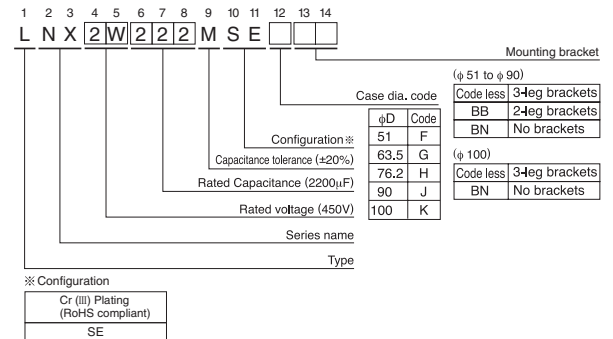 1 2 3 4 5 6 7 8 9 10 11 12 13 14
L N X 2 W 2 2 2 M S E
Mounting bracket
(φ 51 to φ 90)
Code less 3-leg brackets
BB 2-leg brackets
BN No brackets
(φ 100)
Code less 3-leg brackets
BN No brackets
Case dia. code
φD Code
51 F
63.5 G
76.2 H
90 J
100 K
Configuration※
Capacitance tolerance (±20%)
Rated Capacitance (2200μF)
Rated voltage (450V)
Series name
Type
※Configuration
Cr (III) Plating
(RoHS compliant)
SE